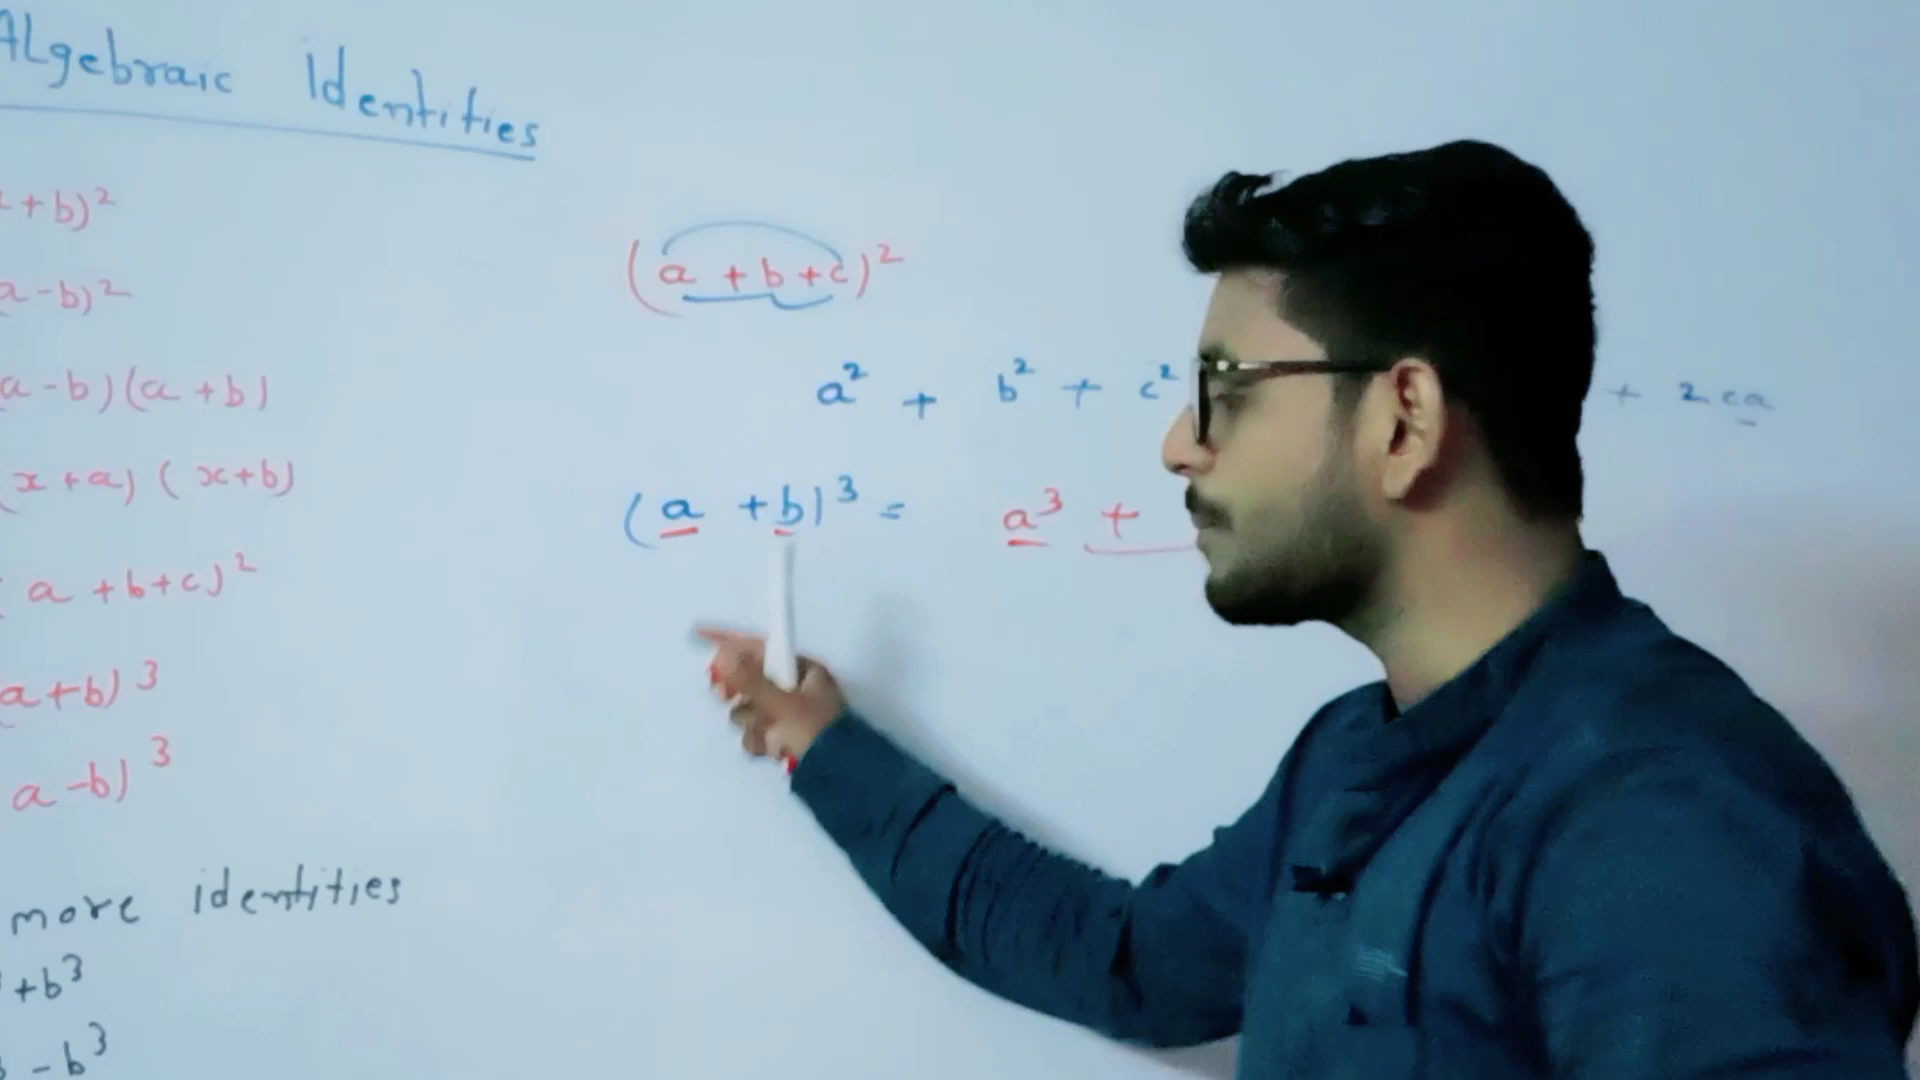 Algebraic Identities
+b)²
a-b)²
a-b)(a+b)
(x+a) (x+b)
(a+b+c)²
a+b)³
a-b)³
more identities
+b³
-b³
(a+b+c)²
a² + b² + c² + 2ca
(a+b)³ = a³ +